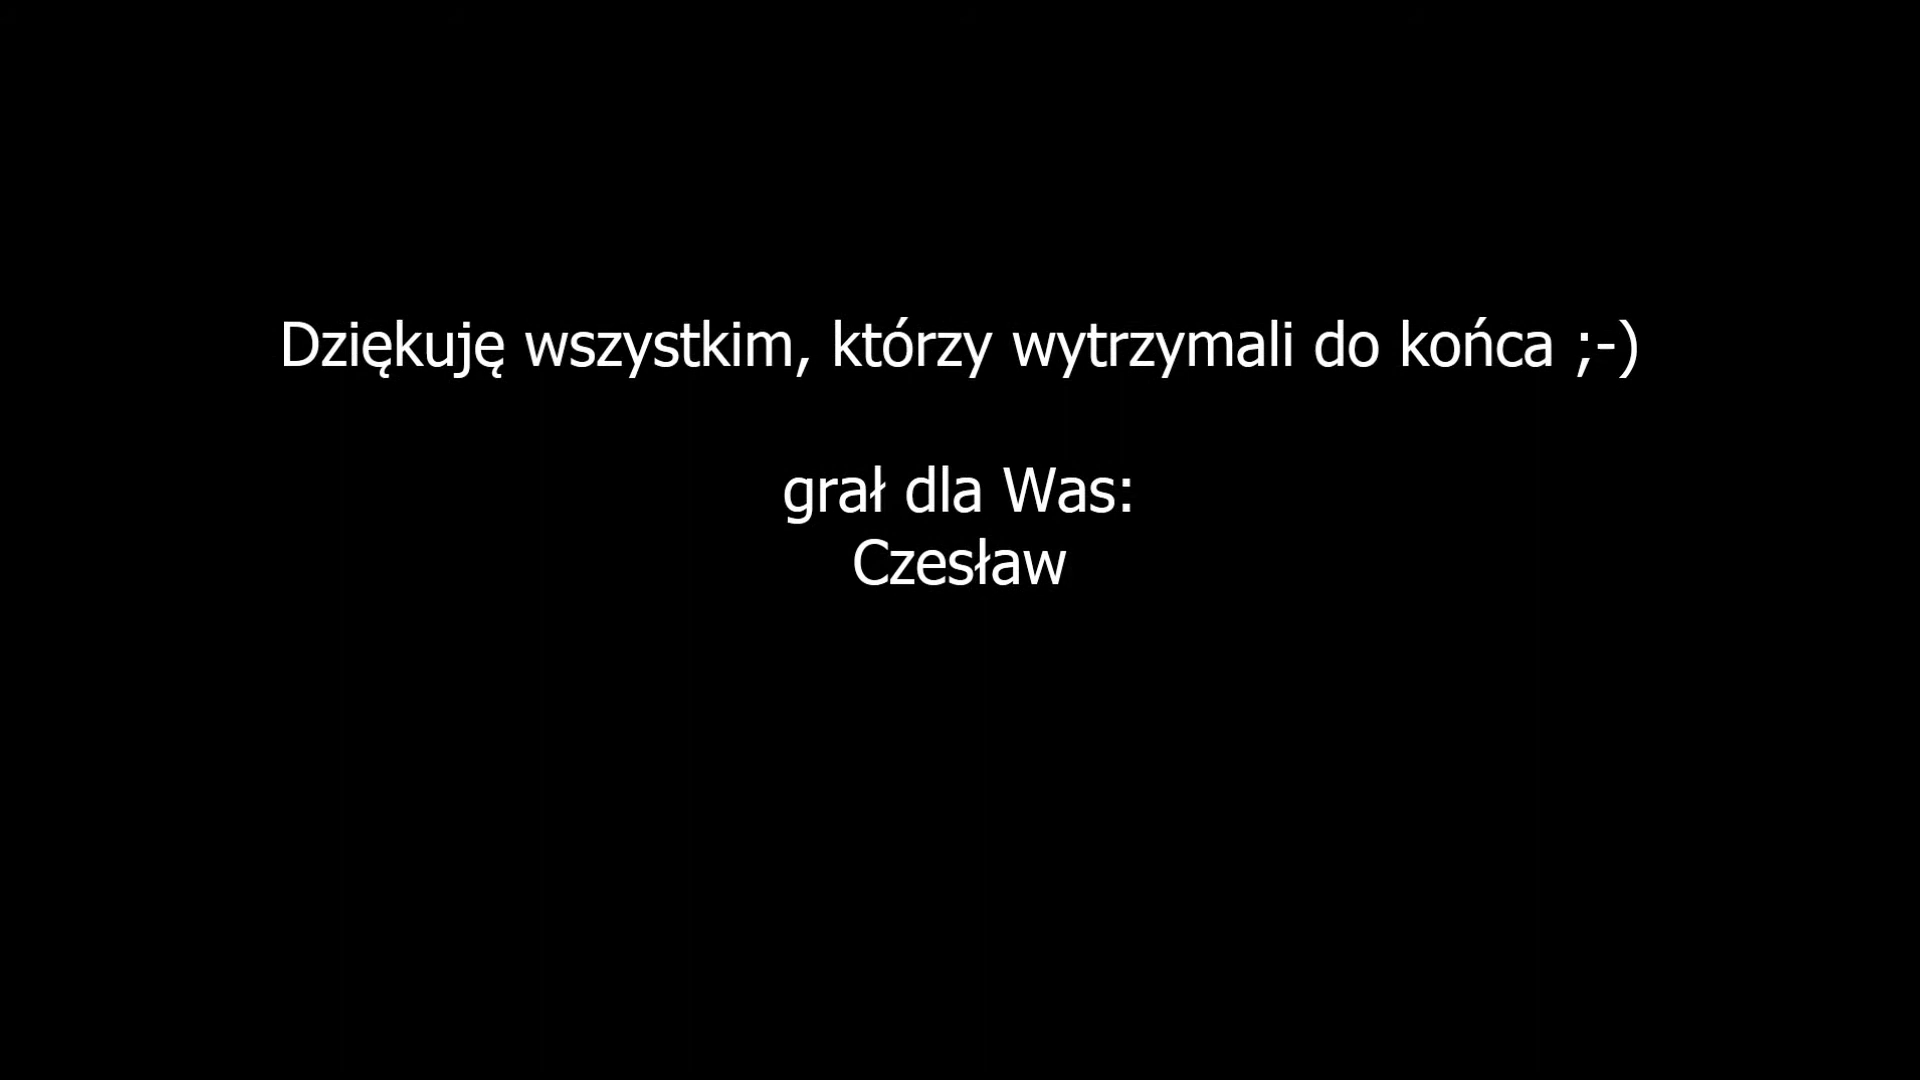 Dziękuję wszystkim, którzy wytrzymali do końca ;-)
grał dla Was:
Czesław